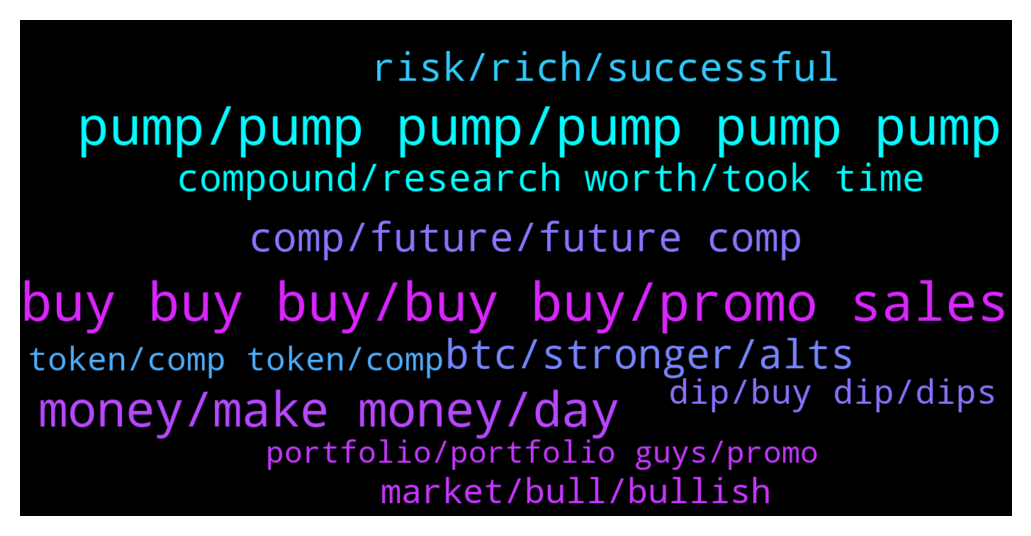 risk/rich/successful
pump/pump pump/pump pump pump
compound/research worth/took time
comp/future/future comp
buy buy buy/buy buy/promo sales
token/comp token/comp
btc/stronger/alts
dip/buy dip/dips
money/make money/day
portfolio/portfolio guys/promo
market/bull/bullish